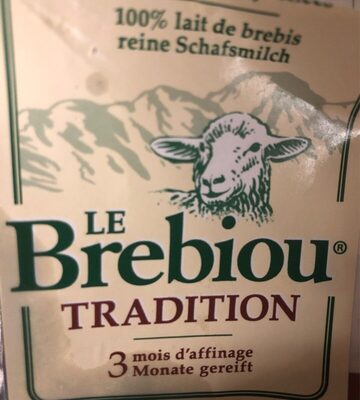 100% lait de brebis
reine Schafsmilch
LE
Brebiou®
TRADITION
3 mois d'affinage
Monate gereift